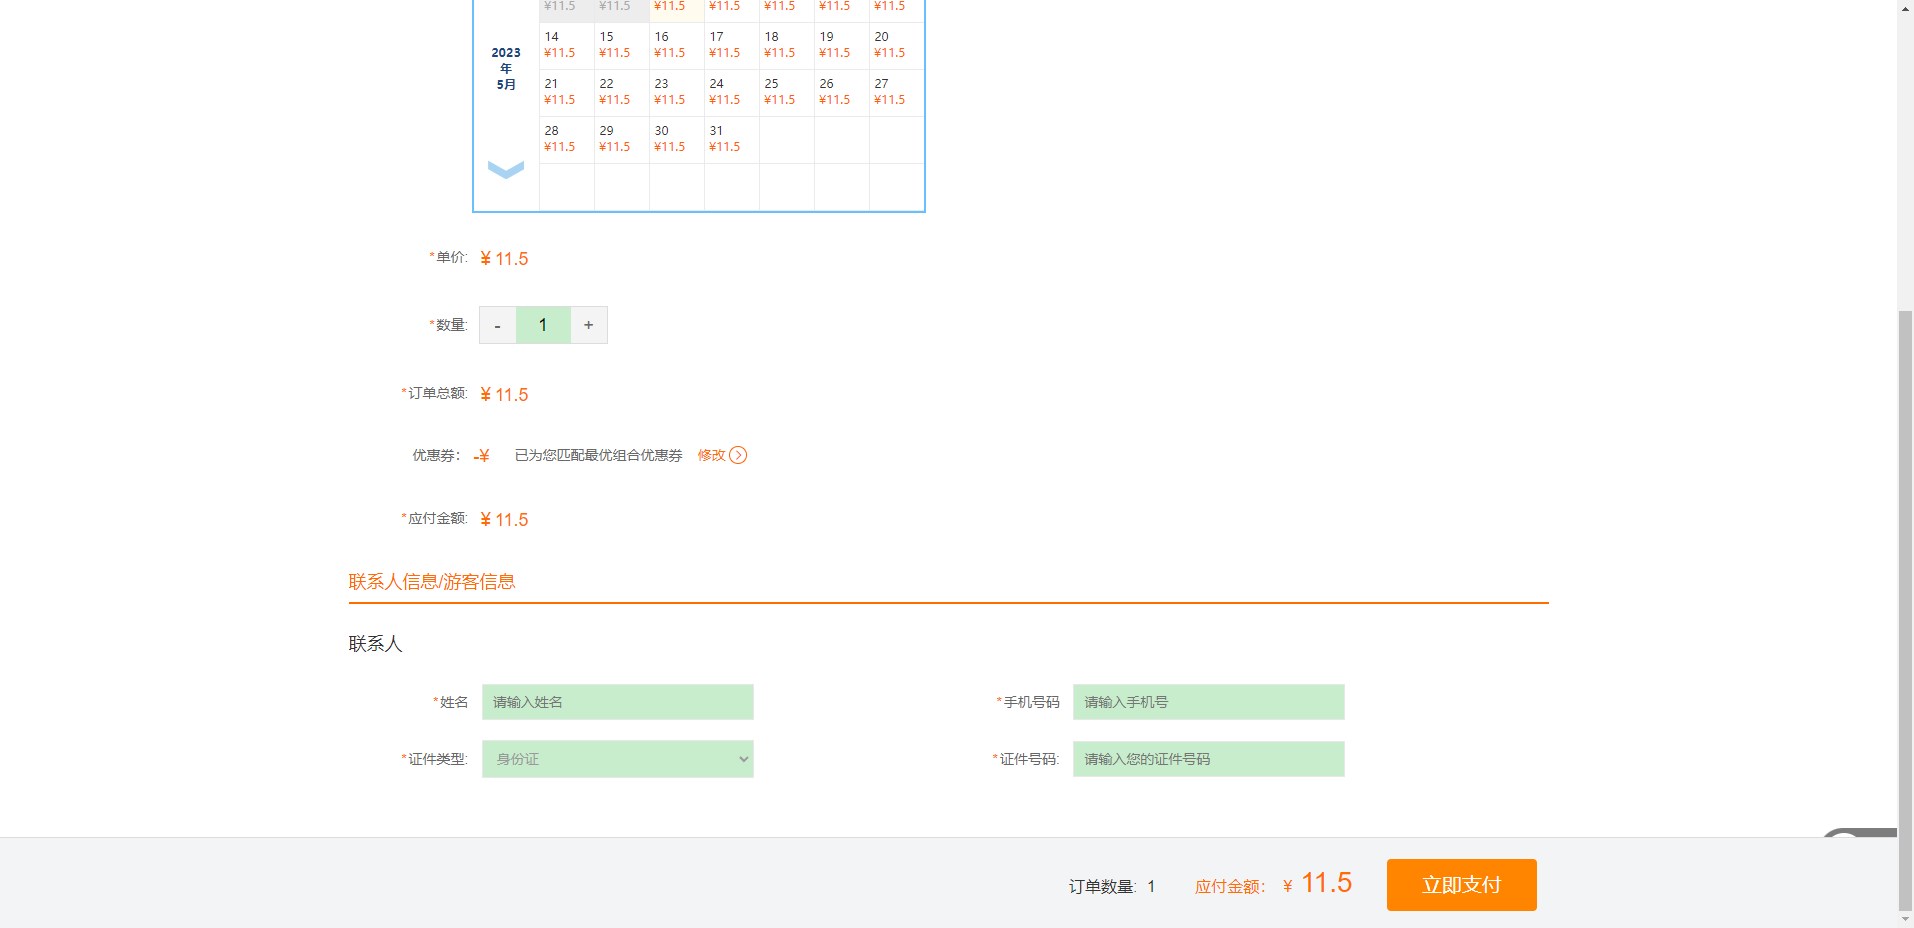 ¥11.5 ¥11.5 ¥11.5 ¥11.5 ¥11.5 ¥11.5 ¥11.5
14 15 16 17 18 19 20
¥11.5 ¥11.5 ¥11.5 ¥11.5 ¥11.5 ¥11.5 ¥11.5
2023
年
5月
21 22 23 24 25 26 27
¥11.5 ¥11.5 ¥11.5 ¥11.5 ¥11.5 ¥11.5 ¥11.5
28 29 30 31
¥11.5 ¥11.5 ¥11.5 ¥11.5
*单价: ¥ 11.5
*数量: - 1 +
*订单总额: ¥ 11.5
优惠券： -¥ 已为您匹配最优组合优惠券 修改
*应付金额: ¥ 11.5
联系人信息/游客信息
联系人
*姓名 请输入姓名 *手机号码 请输入手机号
*证件类型: 身份证 *证件号码: 请输入您的证件号码
订单数量: 1 应付金额： ¥ 11.5 立即支付